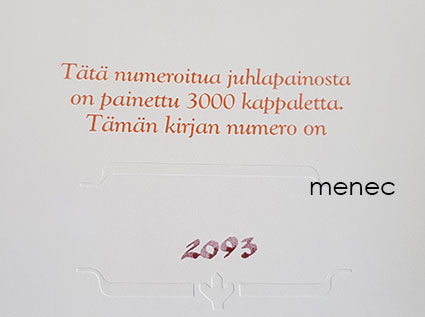 Tätä numeroitua juhlapainosta
on painettu 3000 kappaletta.
Tämän kirjan numero on
menec
2093